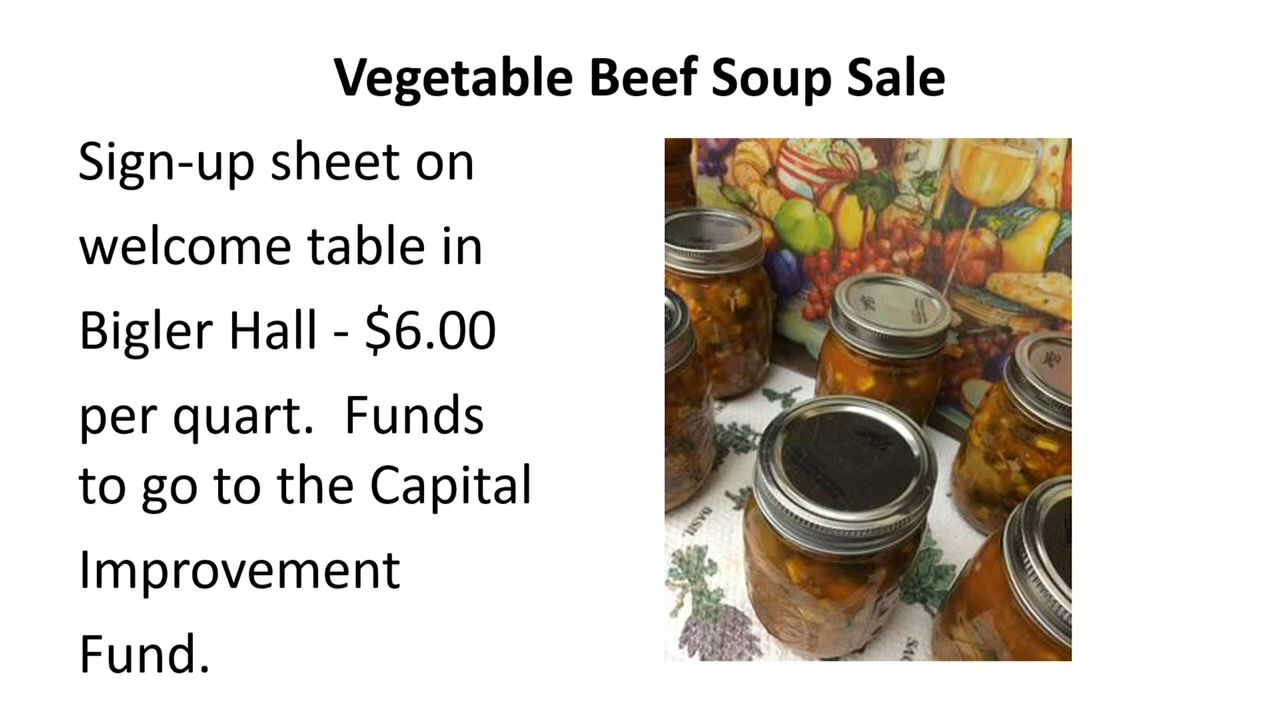 Vegetable Beef Soup Sale
Sign-up sheet on
welcome table in
Bigler Hall - $6.00
per quart.  Funds
to go to the Capital
Improvement
Fund.
BASIL